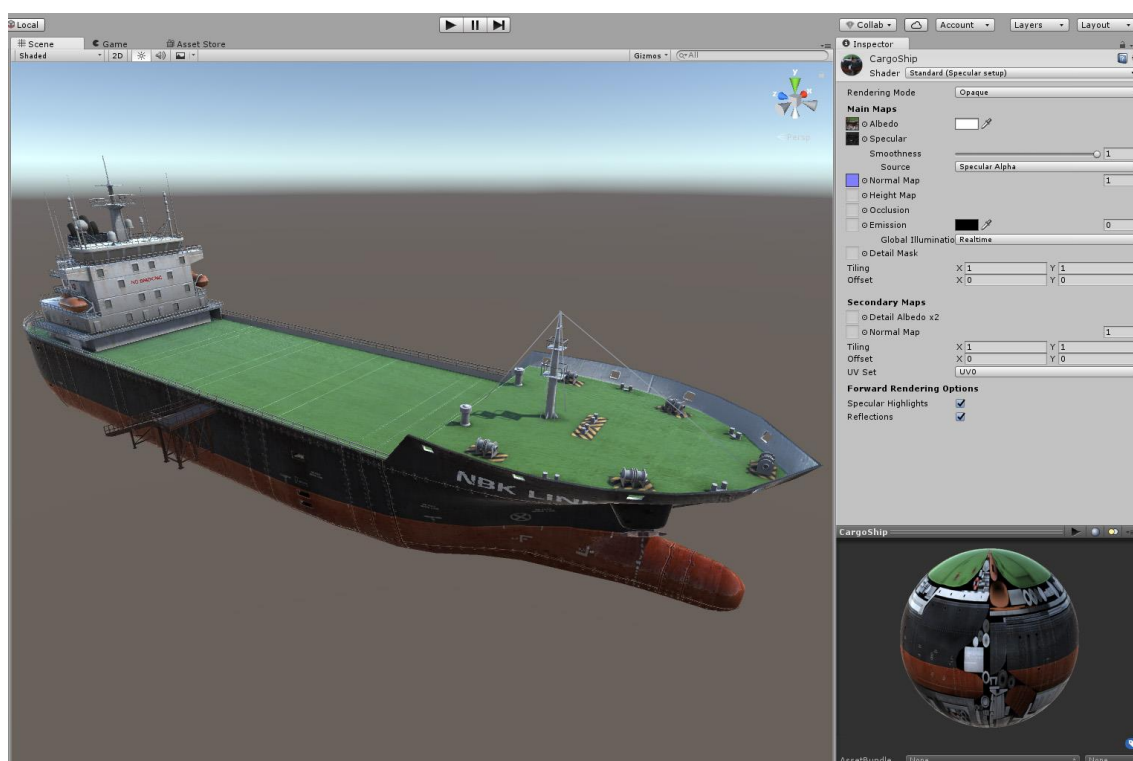 Local
Collab
Account
Layers
Layout
Scene
Game
Asset Store
Shaded
2D
Gizmos
All
Persp
NO SMOKING
NBK LINE
Inspector
CargoShip
Shader Standard (Specular setup)
Rendering Mode Opaque
Main Maps
Albedo
Specular
Smoothness 1
Source Specular Alpha
Normal Map 1
Height Map
Occlusion
Emission 0
Global Illuminatio Realtime
Detail Mask
Tiling X 1 Y 1
Offset X 0 Y 0
Secondary Maps
Detail Albedo x2
Normal Map 1
Tiling X 1 Y 1
Offset X 0 Y 0
UV Set UV0
Forward Rendering Options
Specular Highlights
Reflections
CargoShip
AssetBundle None None